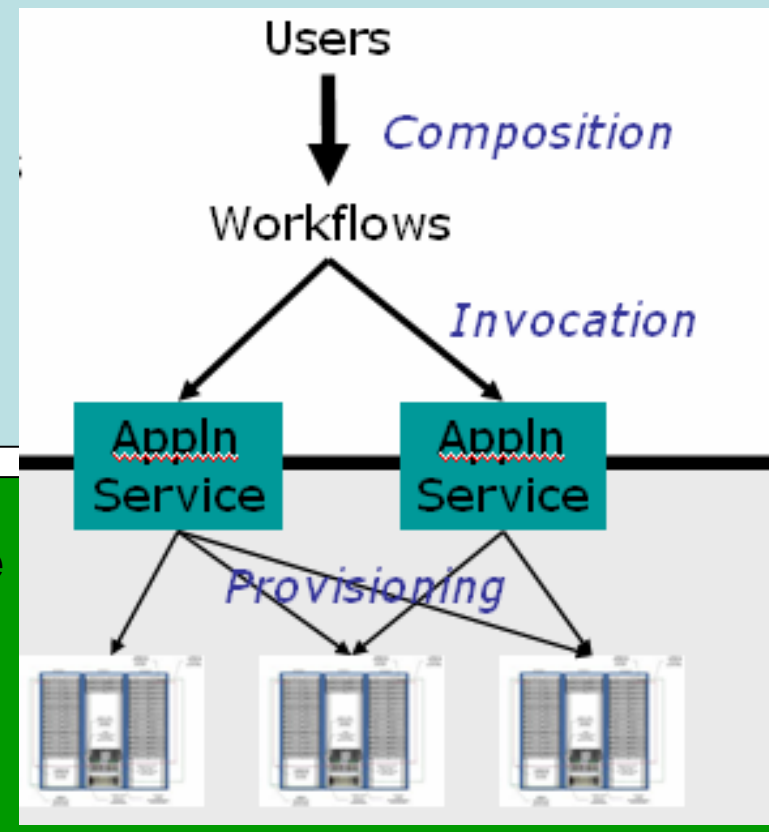 Users
Composition
Workflows
Invocation
Appln
Service
Appln
Service
Provisioning